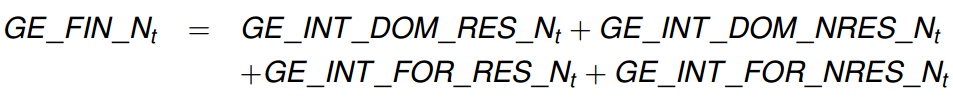 GE_FIN_Nt = GE_INT_DOM_RES_Nt + GE_INT_DOM_NRES_Nt
+GE_INT_FOR_RES_Nt + GE_INT_FOR_NRES_Nt